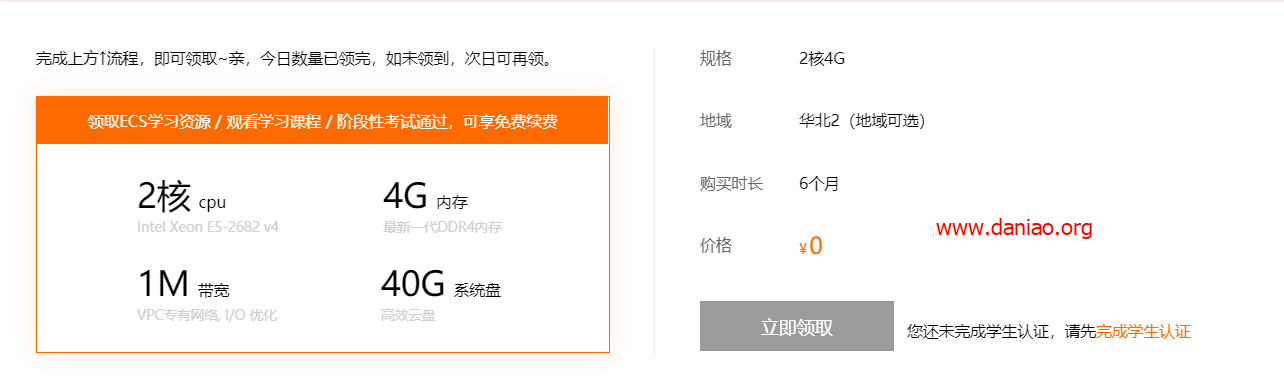 完成上方↑流程，即可领取~亲，今日数量已领完，如未领到，次日可再领。
领取ECS学习资源 / 观看学习课程 / 阶段性考试通过，可享免费续费
2核 cpu
Intel Xeon E5-2682 v4
4G 内存
最新一代DDR4内存
1M 带宽
VPC专有网络, I/O 优化
40G 系统盘
高效云盘
规格 2核4G
地域 华北2（地域可选）
购买时长 6个月
价格 ¥0
www.daniao.org
立即领取 您还未完成学生认证，请先完成学生认证